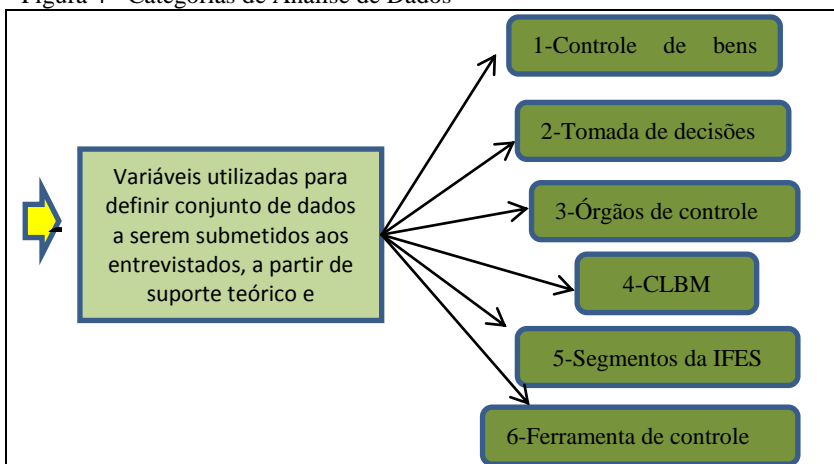 Figura 4 - Categorias de Análise de Dados
1-Controle de bens
2-Tomada de decisões
Variáveis utilizadas para
definir conjunto de dados
a serem submetidos aos
entrevistados, a partir de
suporte teórico e
3-Órgãos de controle
4-CLBM
5-Segmentos da IFES
6-Ferramenta de controle